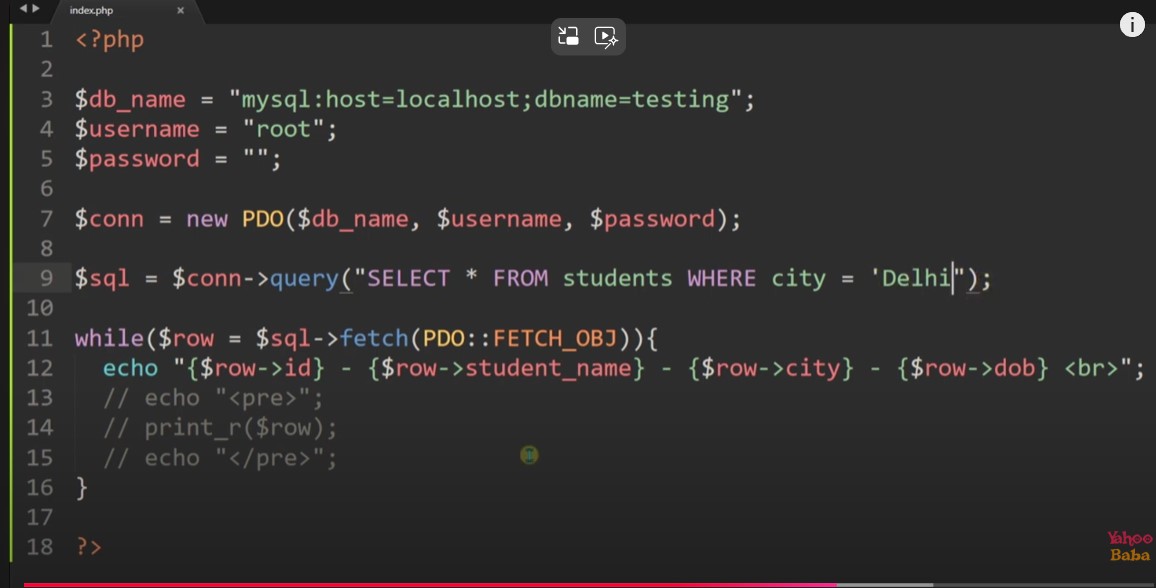 index.php ×
1 <?php
2
3 $db_name = "mysql:host=localhost;dbname=testing";
4 $username = "root";
5 $password = "";
6
7 $conn = new PDO($db_name, $username, $password);
8
9 $sql = $conn->query("SELECT * FROM students WHERE city = 'Delhi");
10
11 while($row = $sql->fetch(PDO::FETCH_OBJ)){
12 echo "{$row->id} - {$row->student_name} - {$row->city} - {$row->dob} <br>";
13 // echo "<pre>";
14 // print_r($row);
15 // echo "</pre>";
16 }
17
18 ?>
Yahoo
Baba